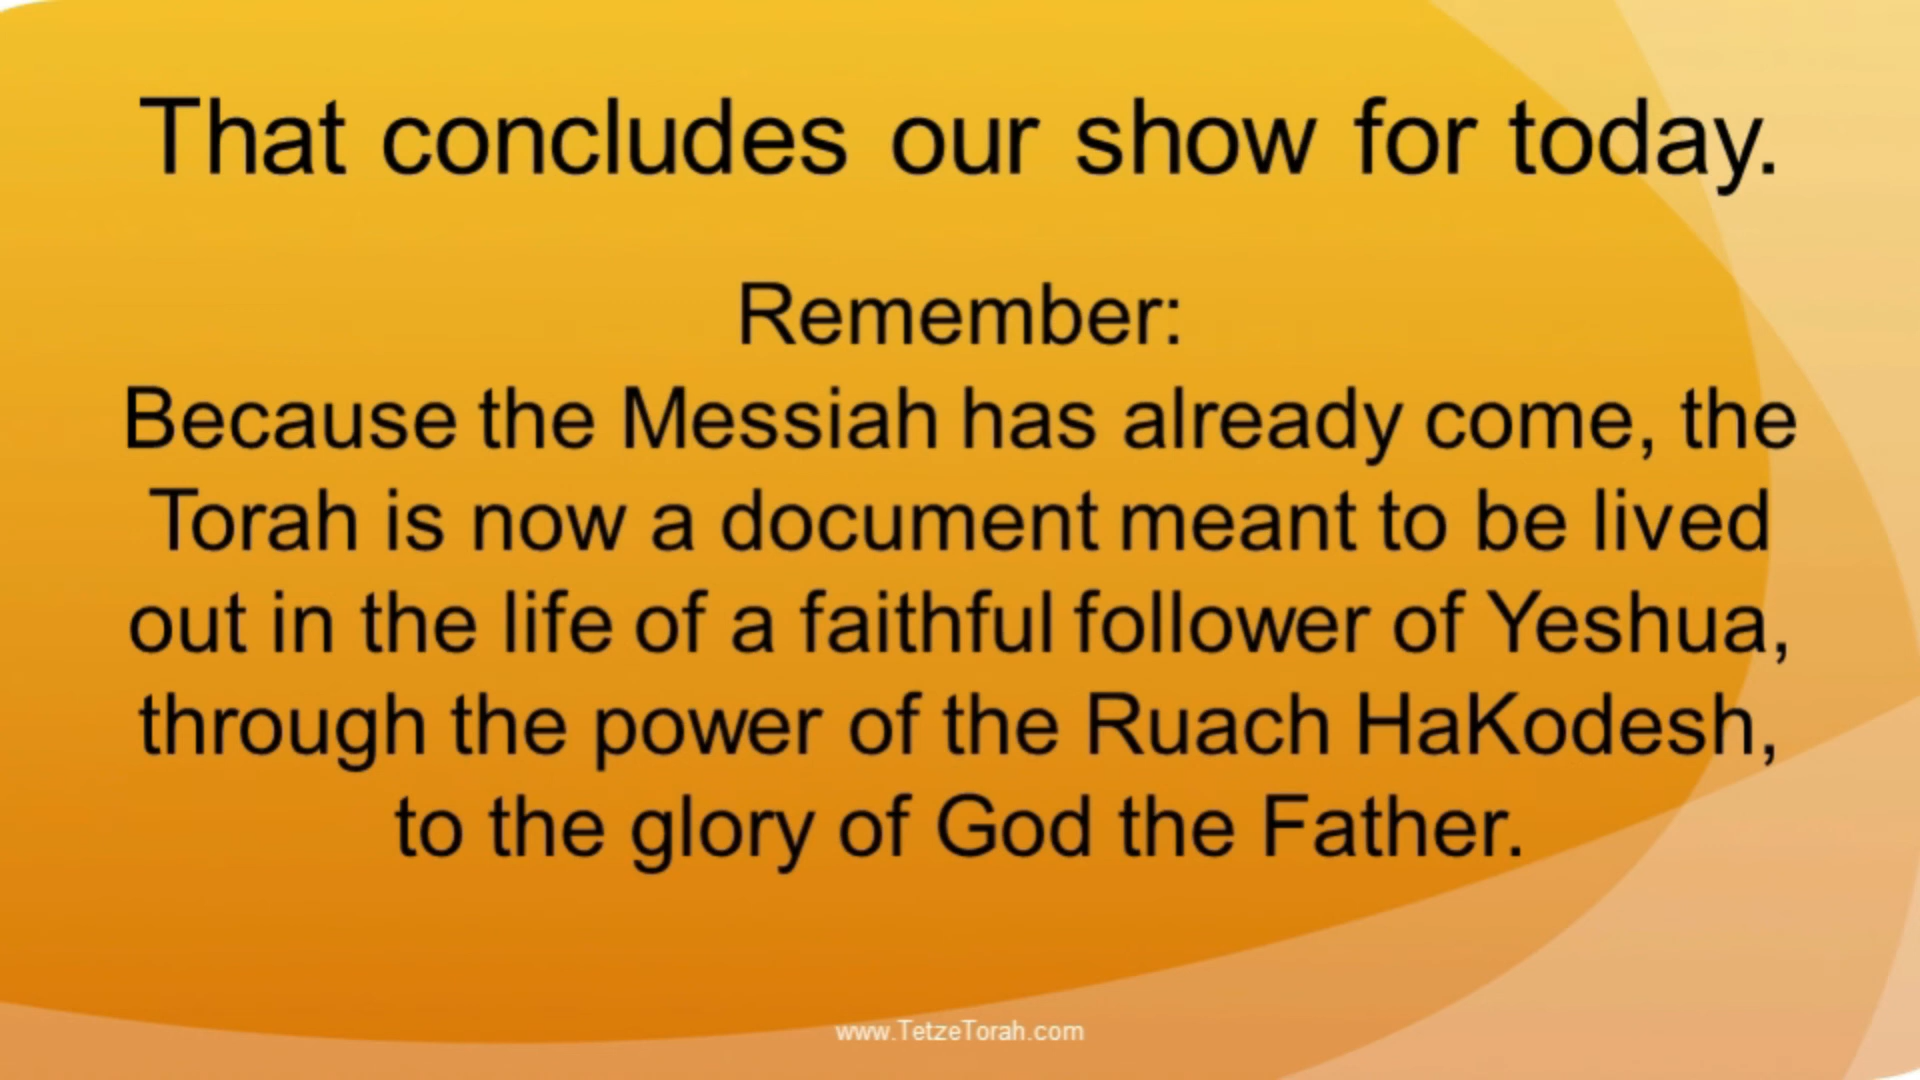 That concludes our show for today.
Remember:
Because the Messiah has already come, the
Torah is now a document meant to be lived
out in the life of a faithful follower of Yeshua,
through the power of the Ruach HaKodesh,
to the glory of God the Father.
www.TetzeTorah.com